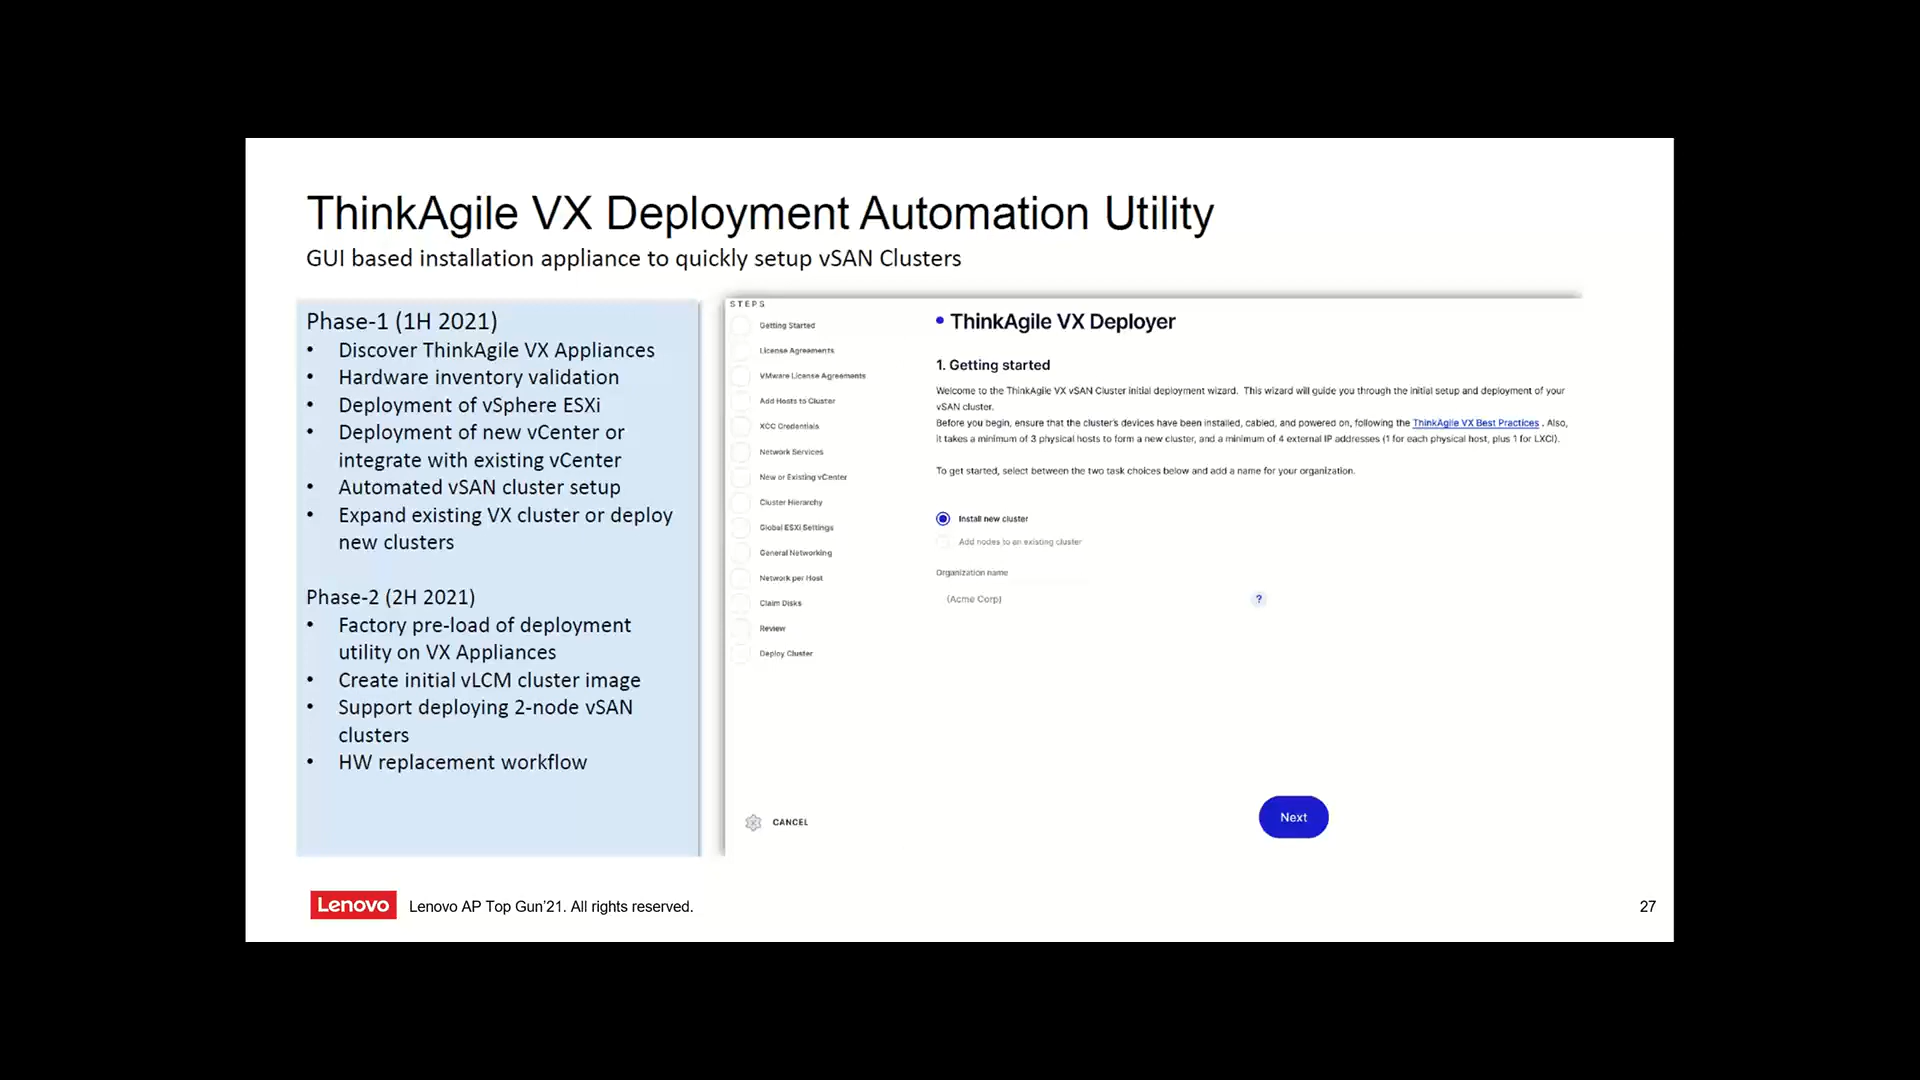 ThinkAgile VX Deployment Automation Utility
GUI based installation appliance to quickly setup vSAN Clusters
Phase-1 (1H 2021)
• Discover ThinkAgile VX Appliances
• Hardware inventory validation
• Deployment of vSphere ESXi
• Deployment of new vCenter or
integrate with existing vCenter
• Automated vSAN cluster setup
• Expand existing VX cluster or deploy
new clusters
Phase-2 (2H 2021)
• Factory pre-load of deployment
utility on VX Appliances
• Create initial vLCM cluster image
• Support deploying 2-node vSAN
clusters
• HW replacement workflow
STEPS
Getting Started
License Agreements
VMware License Agreements
Add Hosts to Cluster
XCC Credentials
Network Services
New or Existing vCenter
Cluster Hierarchy
Global ESXi Settings
General Networking
Network per Host
Claim Disks
Review
Deploy Cluster
CANCEL
• ThinkAgile VX Deployer
1. Getting started
Welcome to the ThinkAgile VX vSAN Cluster initial deployment wizard. This wizard will guide you through the initial setup and deployment of your
vSAN cluster.
Before you begin, ensure that the cluster's devices have been installed, cabled, and powered on, following the ThinkAgile VX Best Practices . Also,
it takes a minimum of 3 physical hosts to form a new cluster, and a minimum of 4 external IP addresses (1 for each physical host, plus 1 for LXCI).
To get started, select between the two task choices below and add a name for your organization.
Install new cluster
Add nodes to an existing cluster
Organization name
(Acme Corp) ?
Next
Lenovo Lenovo AP Top Gun'21. All rights reserved.
27